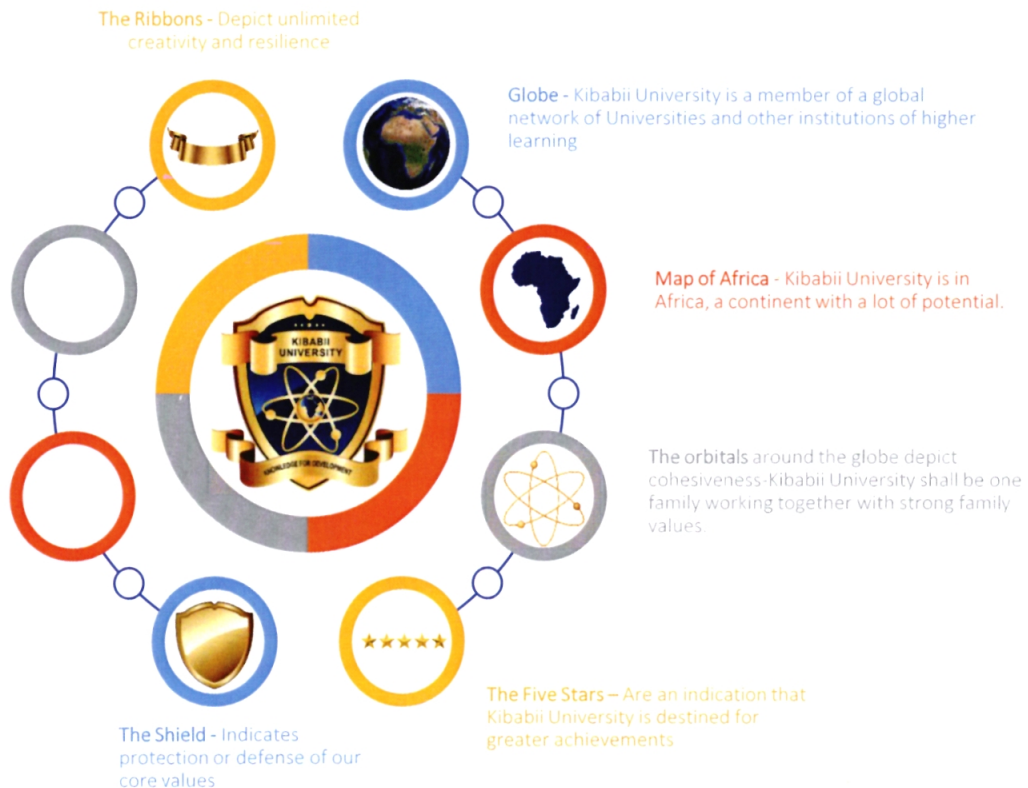 The Ribbons - Depict unlimited
creativity and resilience
Globe - Kibabii University is a member of a global
network of Universities and other institutions of higher
learning
Map of Africa - Kibabii University is in
Africa, a continent with a lot of potential.
KIBABII
UNIVERSITY
KNOWLEDGE FOR DEVELOPMENT
The orbitals around the globe depict
cohesiveness-Kibabii University shall be one
family working together with strong family
values.
The Five Stars – Are an indication that
Kibabii University is destined for
greater achievements
The Shield - Indicates
protection or defense of our
core values